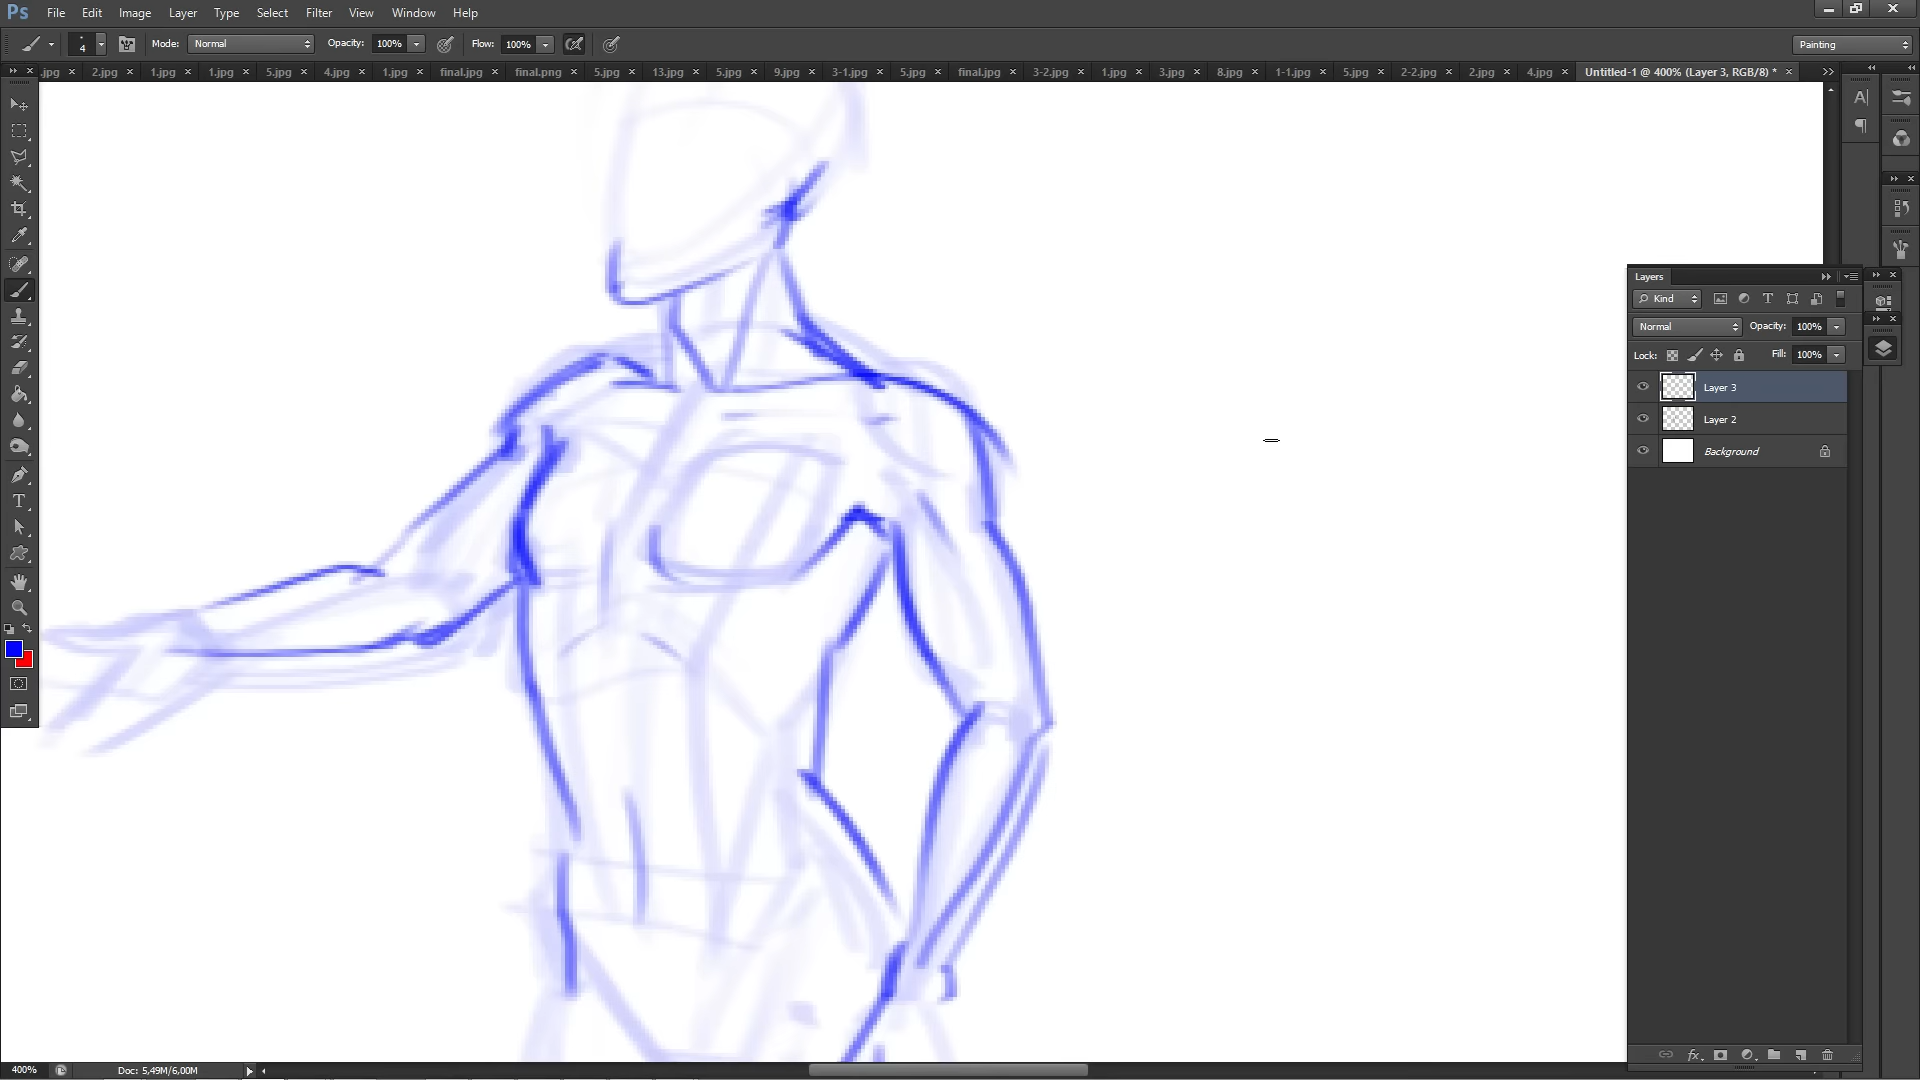 Ps File Edit Image Layer Type Select Filter View Window Help
4 Mode: Normal Opacity: 100% Flow: 100% Painting
.jpg 2.jpg 1.jpg 1.jpg 5.jpg 4.jpg 1.jpg final.jpg final.png 5.jpg 13.jpg 5.jpg 9.jpg 3-1.jpg 5.jpg final.jpg 3-2.jpg 1.jpg 3.jpg 8.jpg 1-1.jpg 5.jpg 2-2.jpg 2.jpg 4.jpg Untitled-1 @ 400% (Layer 3, RGB/8) *
Layers
Kind
Normal Opacity: 100%
Lock: Fill: 100%
Layer 3
Layer 2
Background
fx
400% Doc: 5,49M/6,00M